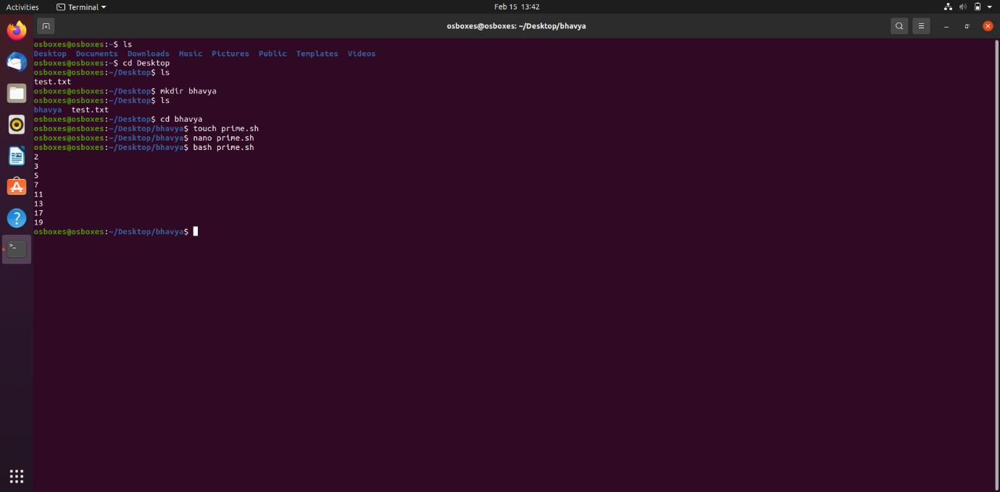 Activities Terminal Feb 15 13:42
osboxes@osboxes: ~/Desktop/bhavya
osboxes@osboxes:~$ ls
Desktop Documents Downloads Music Pictures Public Templates Videos
osboxes@osboxes:~$ cd Desktop
osboxes@osboxes:~/Desktop$ ls
test.txt
osboxes@osboxes:~/Desktop$ mkdir bhavya
osboxes@osboxes:~/Desktop$ ls
bhavya test.txt
osboxes@osboxes:~/Desktop$ cd bhavya
osboxes@osboxes:~/Desktop/bhavya$ touch prime.sh
osboxes@osboxes:~/Desktop/bhavya$ nano prime.sh
osboxes@osboxes:~/Desktop/bhavya$ bash prime.sh
2
3
5
7
11
13
17
19
osboxes@osboxes:~/Desktop/bhavya$